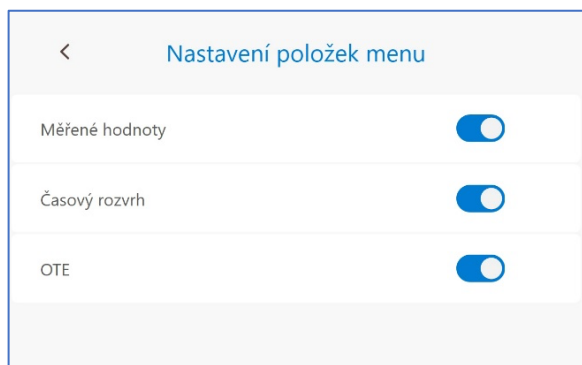 Nastavení položek menu
Měřené hodnoty
Časový rozvrh
OTE